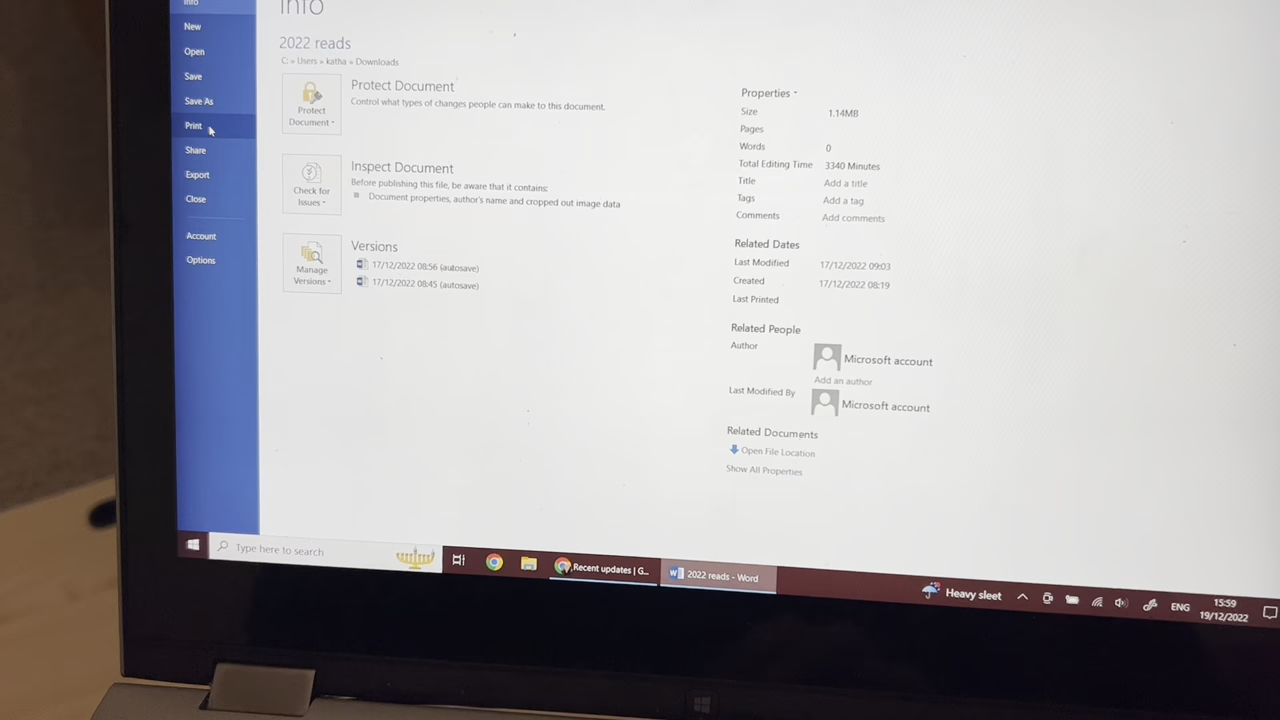 Info
Info
New
Open
Save
Save As
Print
Share
Export
Close
Account
Options
2022 reads
C: » Users » katha » Downloads
Protect Document
Control what types of changes people can make to this document.
Protect
Document
Inspect Document
Before publishing this file, be aware that it contains:
Document properties, author's name and cropped out image data
Check for
Issues
Versions
17/12/2022 08:56 (autosave)
17/12/2022 08:45 (autosave)
Manage
Versions
Properties
Size 1.14MB
Pages
Words 0
Total Editing Time 3340 Minutes
Title Add a title
Tags Add a tag
Comments Add comments
Related Dates
Last Modified 17/12/2022 09:03
Created 17/12/2022 08:19
Last Printed
Related People
Author Microsoft account
Add an author
Last Modified By Microsoft account
Related Documents
Open File Location
Show All Properties
Type here to search
Recent updates | G...
2022 reads - Word
Heavy sleet
ENG
15:59
19/12/2022